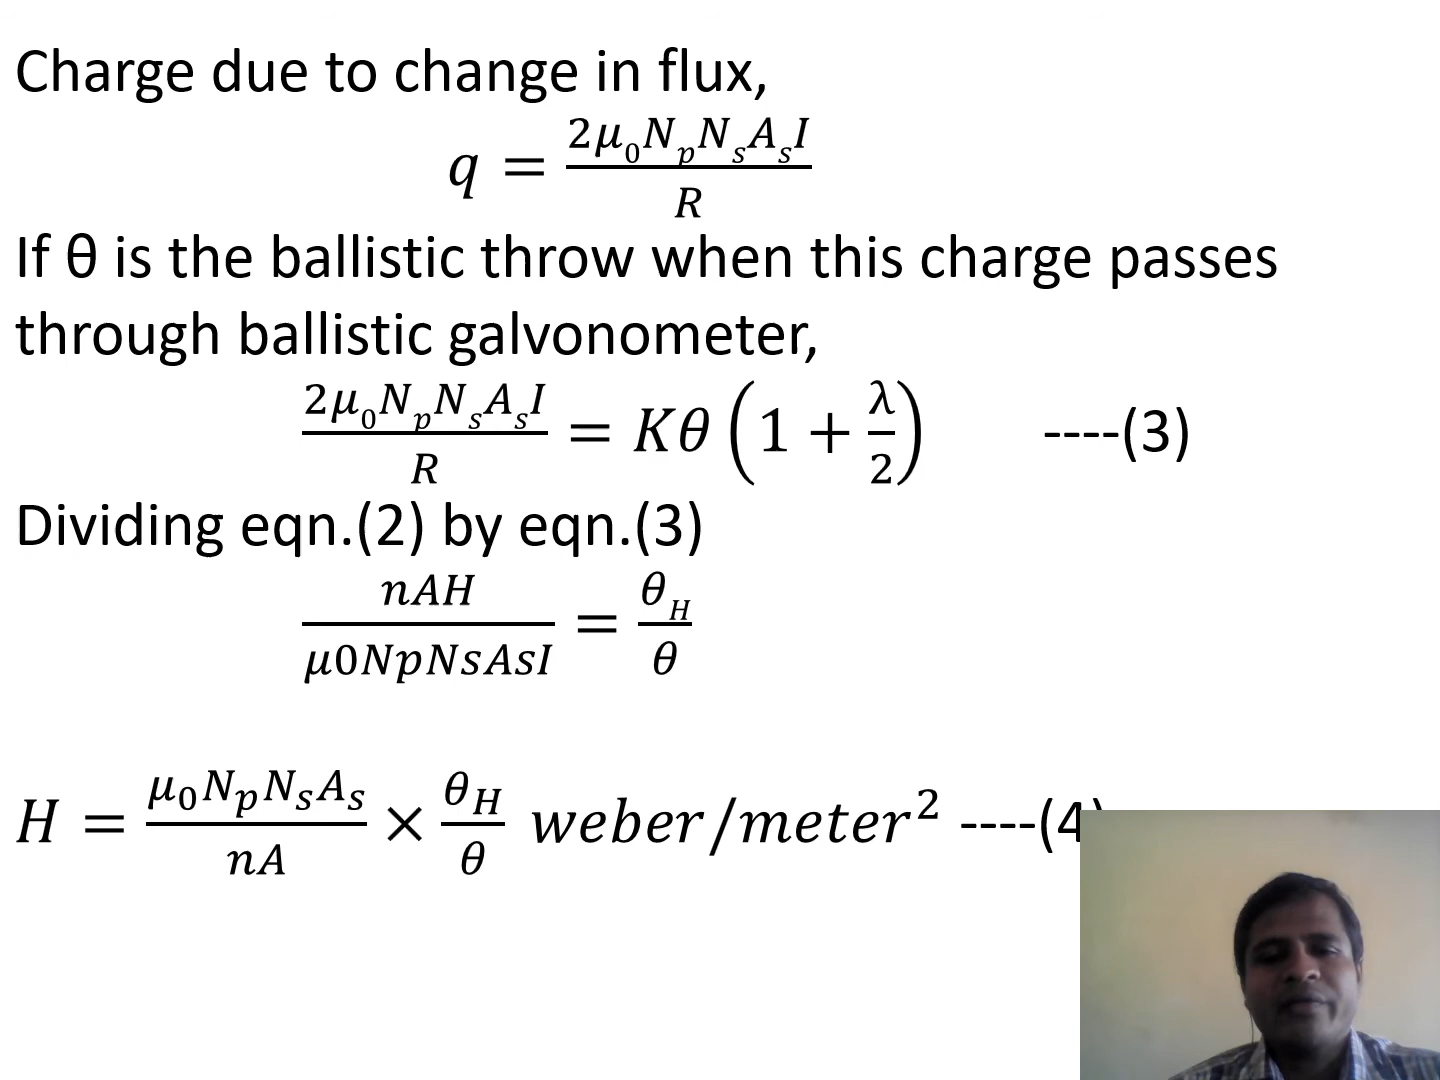 Charge due to change in flux,
q = 2μ₀NₚNₛAₛI / R
If θ is the ballistic throw when this charge passes
through ballistic galvonometer,
2μ₀NₚNₛAₛI / R = Kθ (1 + λ/2) ----(3)
Dividing eqn.(2) by eqn.(3)
nAH / μ0NpNsAsI = θ_H / θ
H = μ₀NₚNₛAₛ / nA × θ_H / θ weber/meter² ----(4)